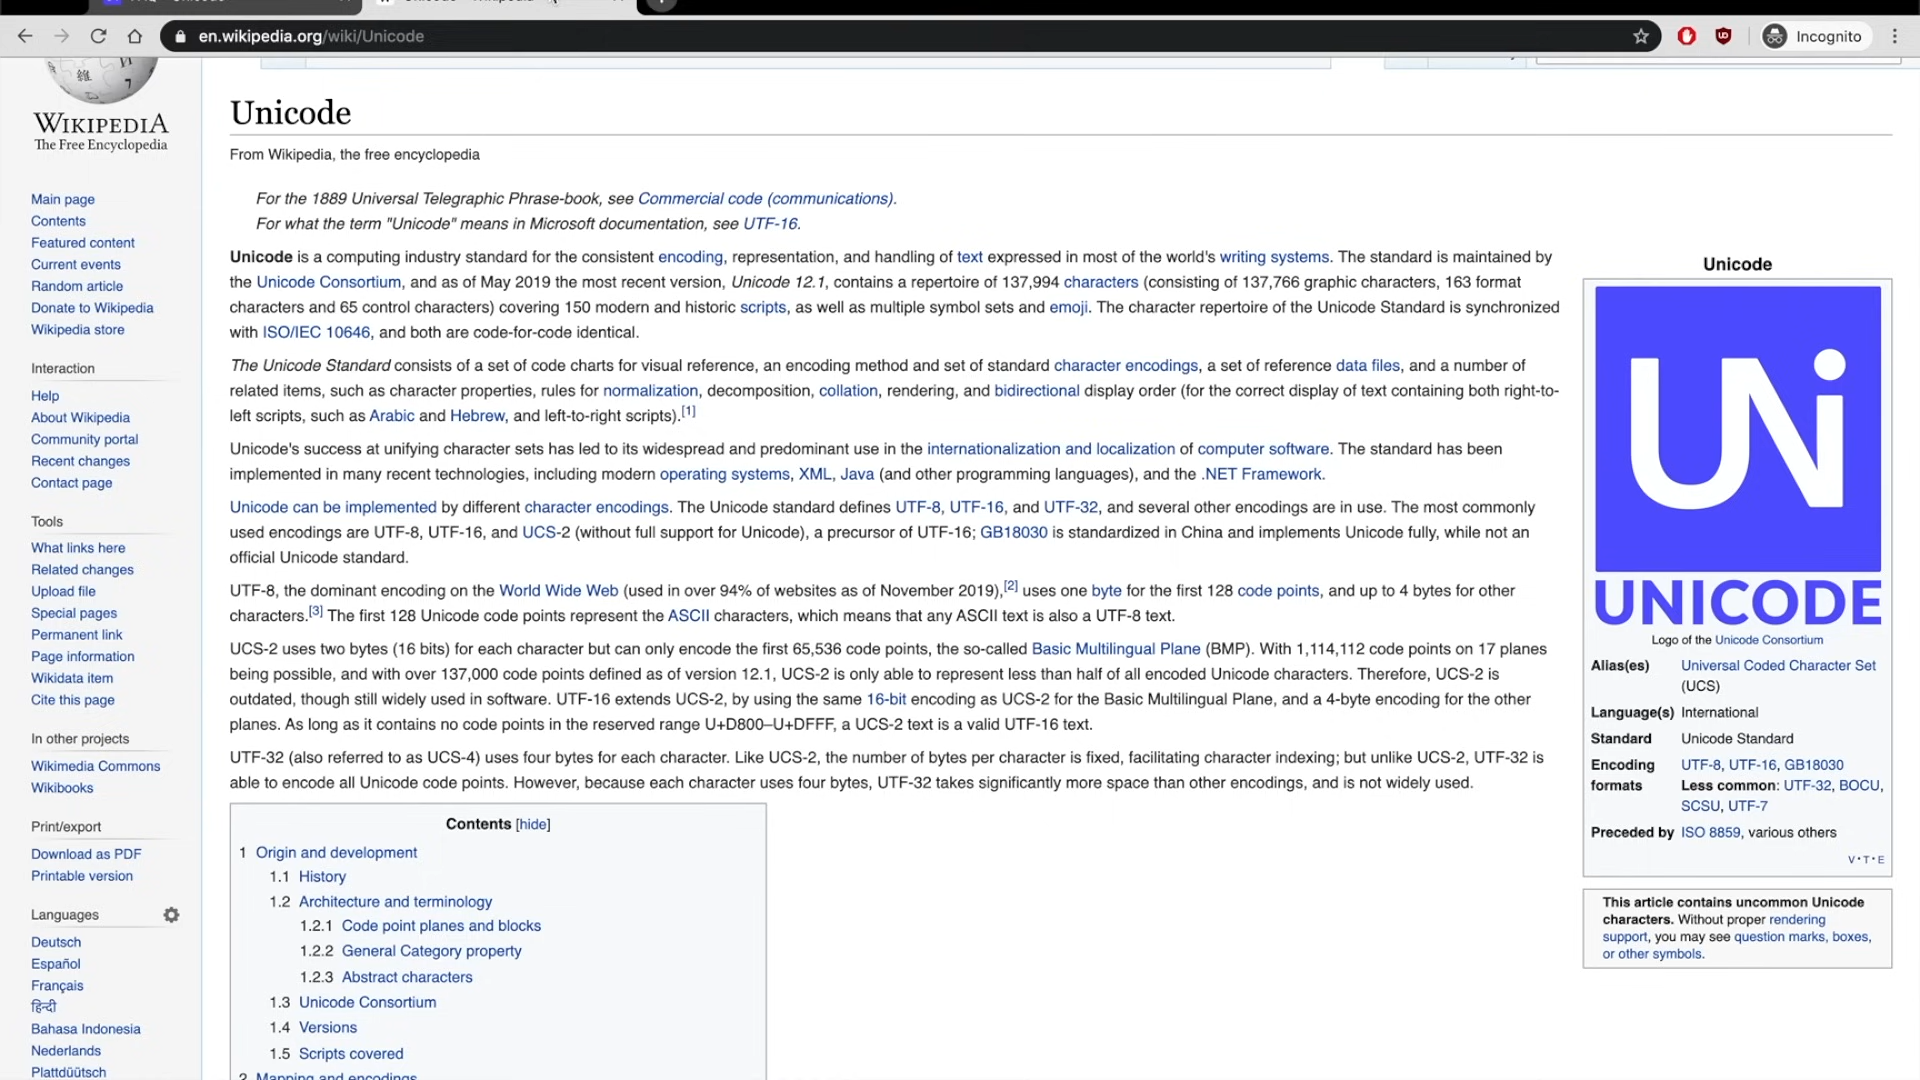 en.wikipedia.org/wiki/Unicode
Incognito
WIKIPEDIA
The Free Encyclopedia
Main page
Contents
Featured content
Current events
Random article
Donate to Wikipedia
Wikipedia store
Interaction
Help
About Wikipedia
Community portal
Recent changes
Contact page
Tools
What links here
Related changes
Upload file
Special pages
Permanent link
Page information
Wikidata item
Cite this page
In other projects
Wikimedia Commons
Wikibooks
Print/export
Download as PDF
Printable version
Languages
Deutsch
Español
Français
हिन्दी
Bahasa Indonesia
Nederlands
Plattdüütsch
Unicode
From Wikipedia, the free encyclopedia
For the 1889 Universal Telegraphic Phrase-book, see Commercial code (communications).
For what the term "Unicode" means in Microsoft documentation, see UTF-16.
Unicode is a computing industry standard for the consistent encoding, representation, and handling of text expressed in most of the world's writing systems. The standard is maintained by
the Unicode Consortium, and as of May 2019 the most recent version, Unicode 12.1, contains a repertoire of 137,994 characters (consisting of 137,766 graphic characters, 163 format
characters and 65 control characters) covering 150 modern and historic scripts, as well as multiple symbol sets and emoji. The character repertoire of the Unicode Standard is synchronized
with ISO/IEC 10646, and both are code-for-code identical.
The Unicode Standard consists of a set of code charts for visual reference, an encoding method and set of standard character encodings, a set of reference data files, and a number of
related items, such as character properties, rules for normalization, decomposition, collation, rendering, and bidirectional display order (for the correct display of text containing both right-to-
left scripts, such as Arabic and Hebrew, and left-to-right scripts).[1]
Unicode's success at unifying character sets has led to its widespread and predominant use in the internationalization and localization of computer software. The standard has been
implemented in many recent technologies, including modern operating systems, XML, Java (and other programming languages), and the .NET Framework.
Unicode can be implemented by different character encodings. The Unicode standard defines UTF-8, UTF-16, and UTF-32, and several other encodings are in use. The most commonly
used encodings are UTF-8, UTF-16, and UCS-2 (without full support for Unicode), a precursor of UTF-16; GB18030 is standardized in China and implements Unicode fully, while not an
official Unicode standard.
UTF-8, the dominant encoding on the World Wide Web (used in over 94% of websites as of November 2019),[2] uses one byte for the first 128 code points, and up to 4 bytes for other
characters.[3] The first 128 Unicode code points represent the ASCII characters, which means that any ASCII text is also a UTF-8 text.
UCS-2 uses two bytes (16 bits) for each character but can only encode the first 65,536 code points, the so-called Basic Multilingual Plane (BMP). With 1,114,112 code points on 17 planes
being possible, and with over 137,000 code points defined as of version 12.1, UCS-2 is only able to represent less than half of all encoded Unicode characters. Therefore, UCS-2 is
outdated, though still widely used in software. UTF-16 extends UCS-2, by using the same 16-bit encoding as UCS-2 for the Basic Multilingual Plane, and a 4-byte encoding for the other
planes. As long as it contains no code points in the reserved range U+D800–U+DFFF, a UCS-2 text is a valid UTF-16 text.
UTF-32 (also referred to as UCS-4) uses four bytes for each character. Like UCS-2, the number of bytes per character is fixed, facilitating character indexing; but unlike UCS-2, UTF-32 is
able to encode all Unicode code points. However, because each character uses four bytes, UTF-32 takes significantly more space than other encodings, and is not widely used.
Contents [hide]
1 Origin and development
1.1 History
1.2 Architecture and terminology
1.2.1 Code point planes and blocks
1.2.2 General Category property
1.2.3 Abstract characters
1.3 Unicode Consortium
1.4 Versions
1.5 Scripts covered
2 Mapping and encodings
Unicode
UNi
UNICODE
Logo of the Unicode Consortium
Alias(es) Universal Coded Character Set
(UCS)
Language(s) International
Standard Unicode Standard
Encoding UTF-8, UTF-16, GB18030
formats Less common: UTF-32, BOCU,
SCSU, UTF-7
Preceded by ISO 8859, various others
V·T·E
This article contains uncommon Unicode
characters. Without proper rendering
support, you may see question marks, boxes,
or other symbols.